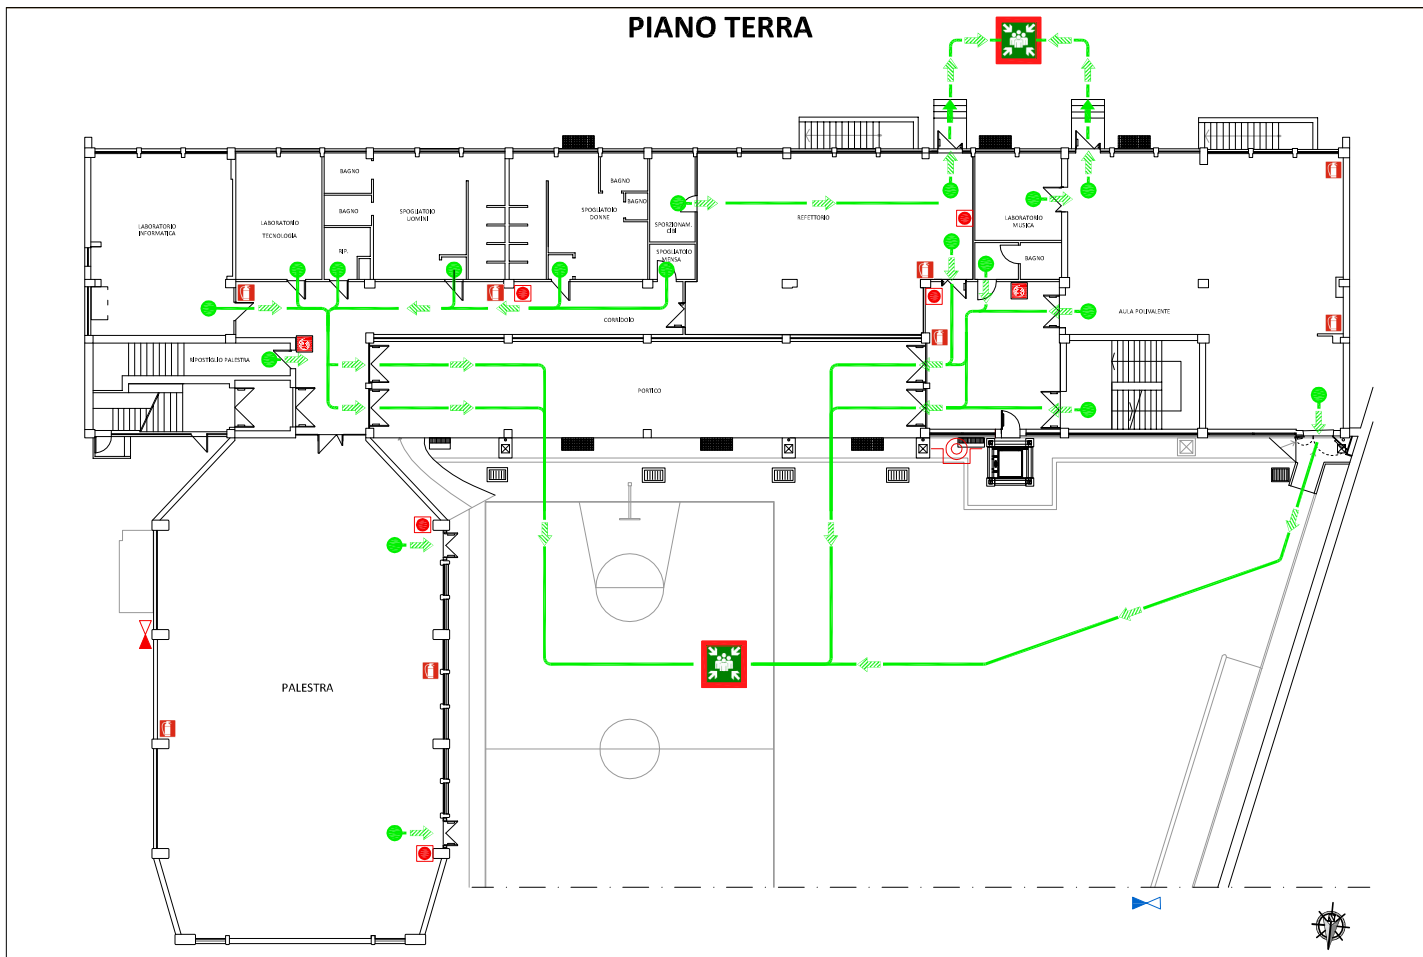 PIANO TERRA
BAGNO
BAGNO
BAGNO
BAGNO
LABORATORIO
INFORMATICA
LABORATORIO
TECNOLOGIA
SPOGLIATOIO
UOMINI
SPOGLIATOIO
DONNE
SPORZIONAM.
CIBI
REFETTORIO
LABORATORIO
MUSICA
RIP.
SPOGLIATOIO
MENSA
BAGNO
CORRIDOIO
AULA POLIVALENTE
RIPOSTIGLIO PALESTRA
PORTICO
PALESTRA